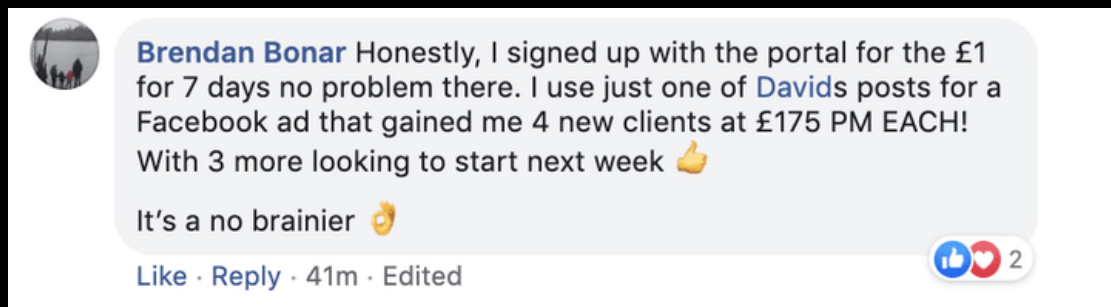 Brendan Bonar Honestly, I signed up with the portal for the £1
for 7 days no problem there. I use just one of Davids posts for a
Facebook ad that gained me 4 new clients at £175 PM EACH!
With 3 more looking to start next week 👍
It's a no brainier 👌
2
Like · Reply · 41m · Edited